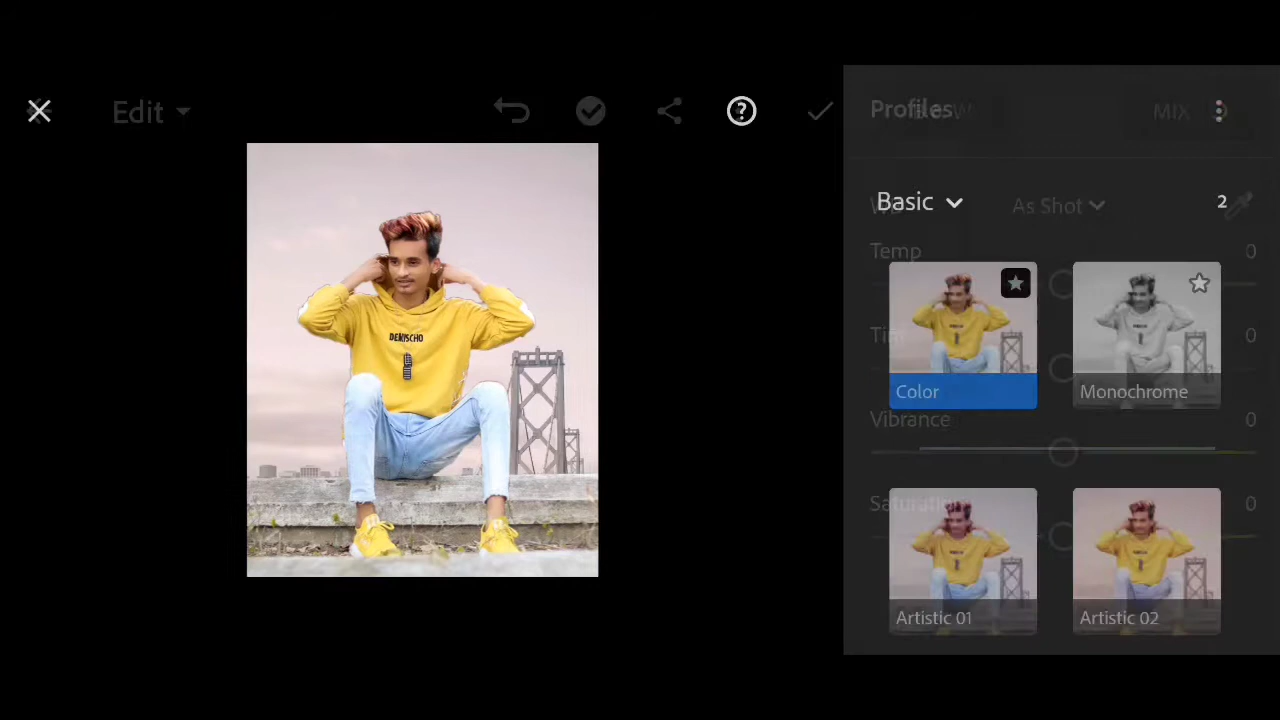 Edit
Profiles
B & W
MIX
Basic
2
As Shot
Temp
0
Color
Monochrome
0
Vibrance
0
Saturation
0
Artistic 01
Artistic 02